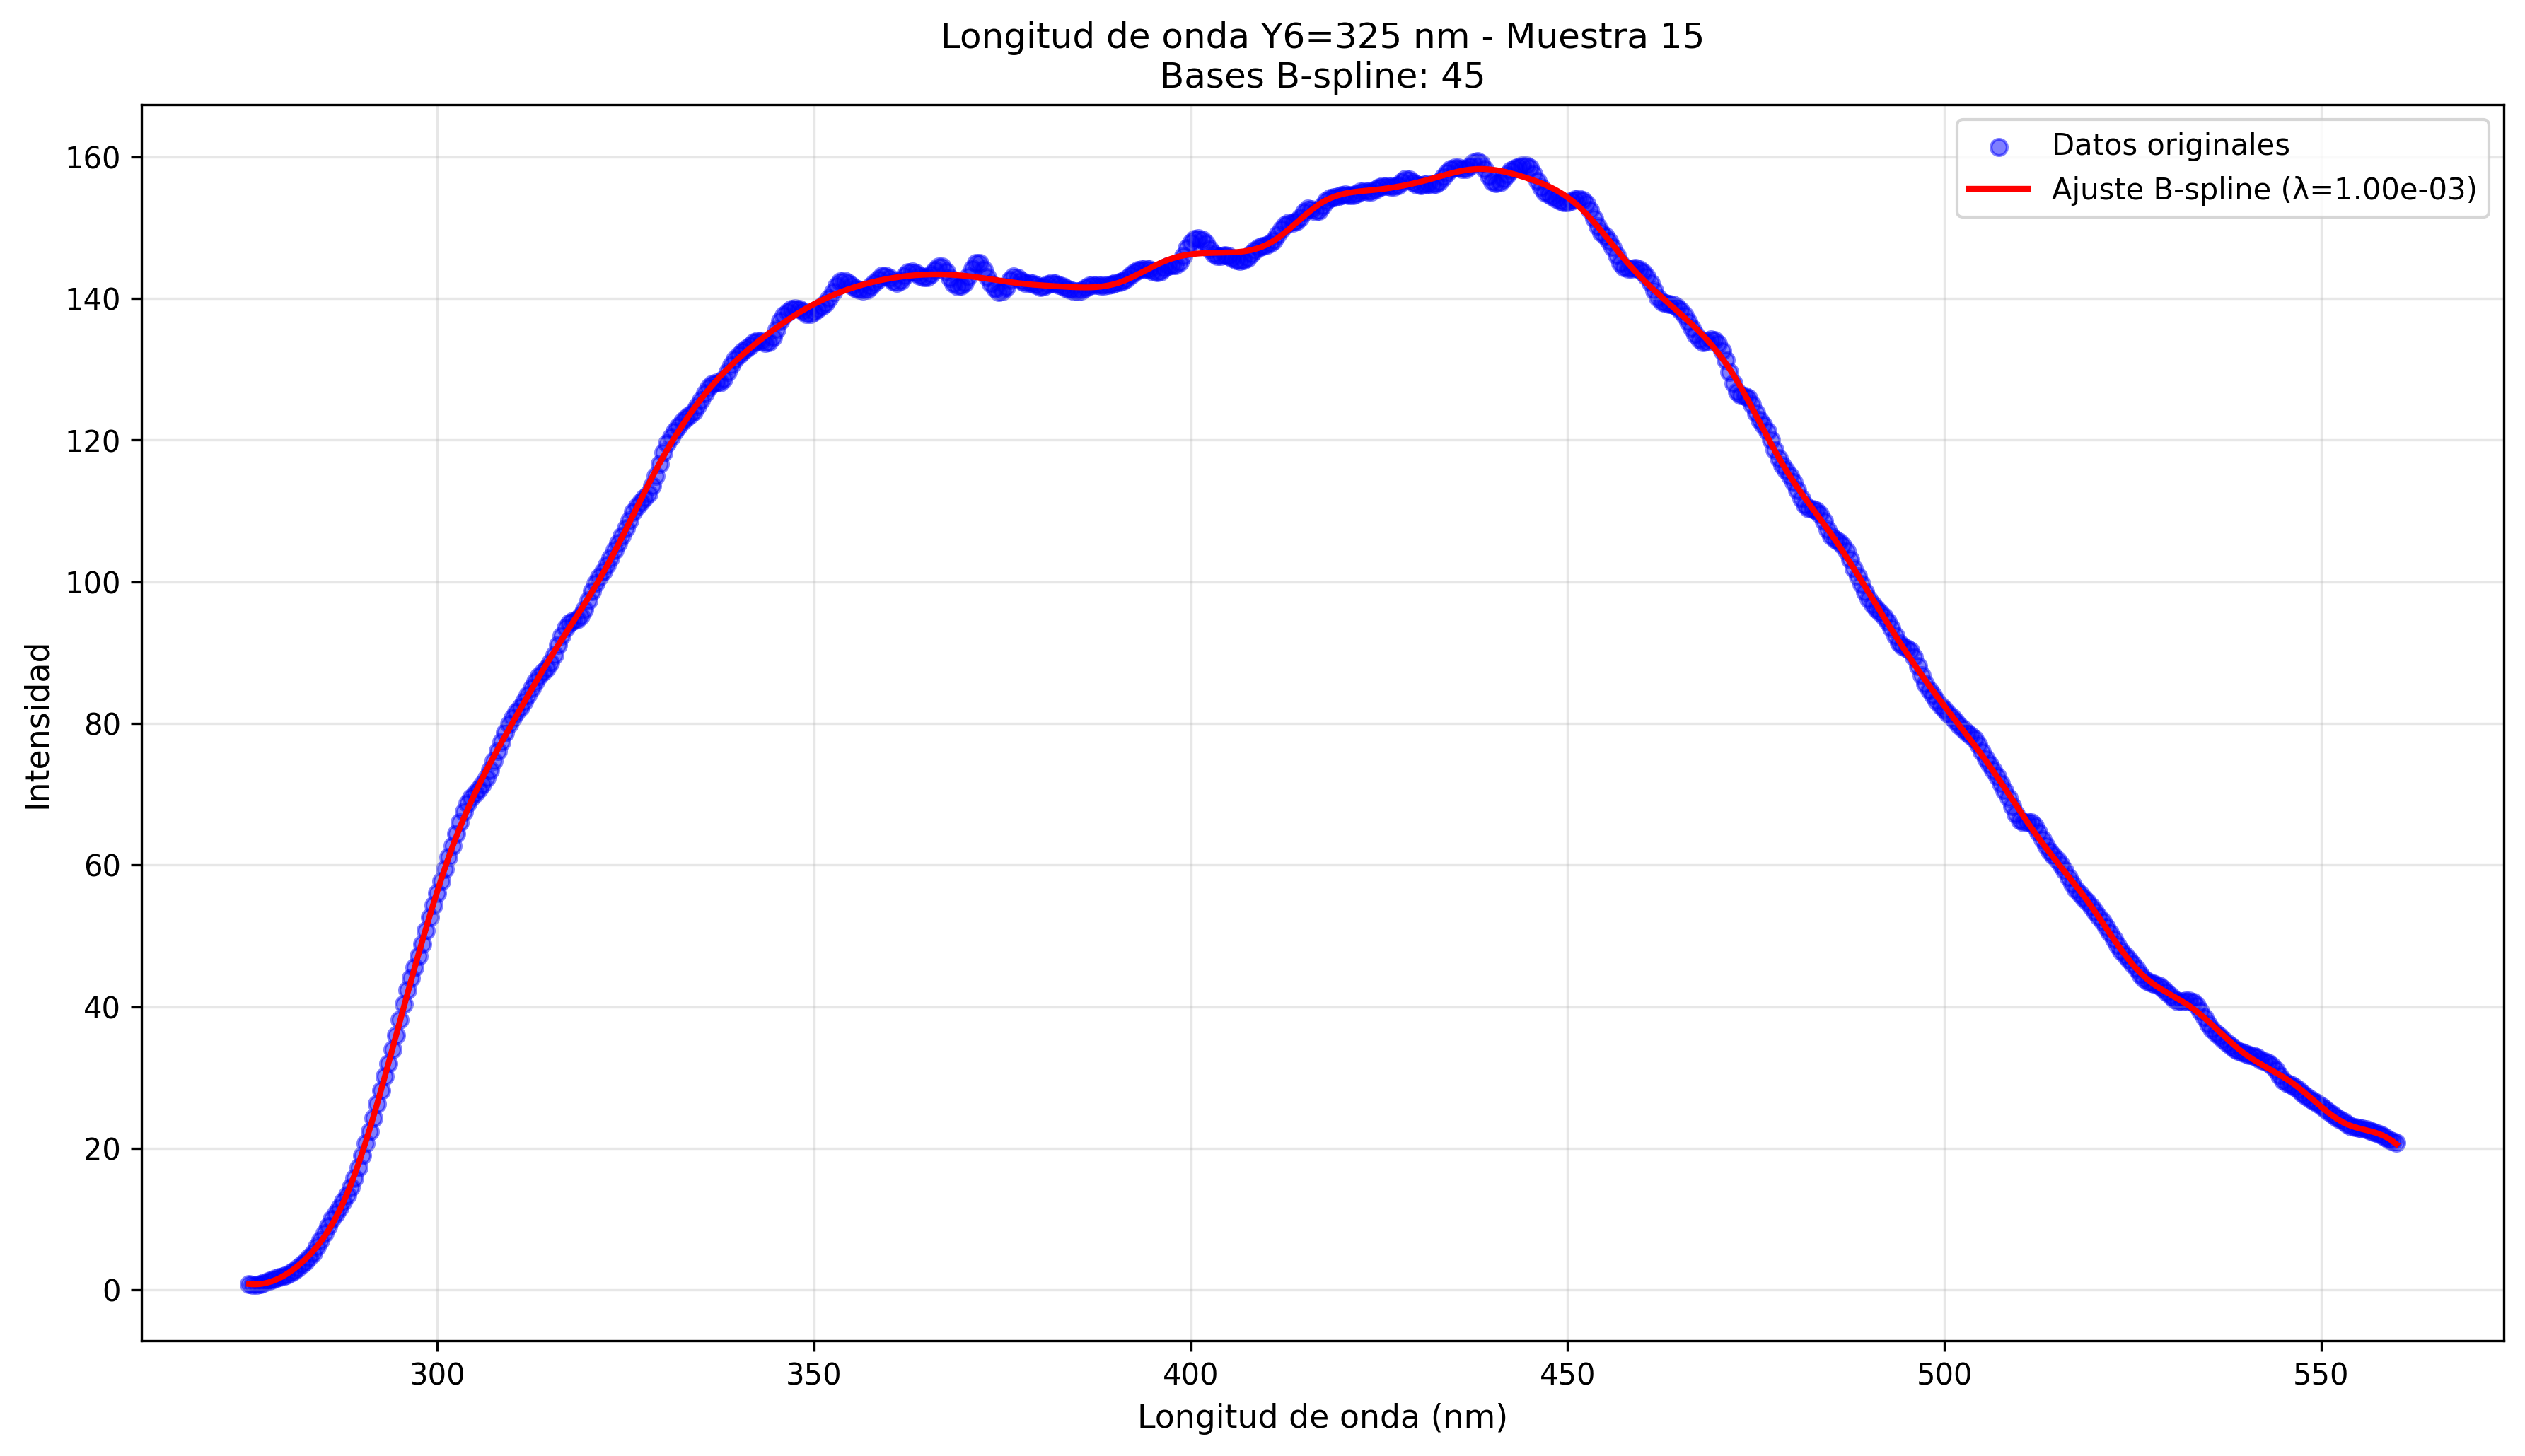 Longitud de onda Y6=325 nm - Muestra 15
Bases B-spline: 45
Datos originales
Ajuste B-spline (λ=1.00e-03)
Intensidad
160
140
120
100
80
60
40
20
0
300 350 400 450 500 550
Longitud de onda (nm)